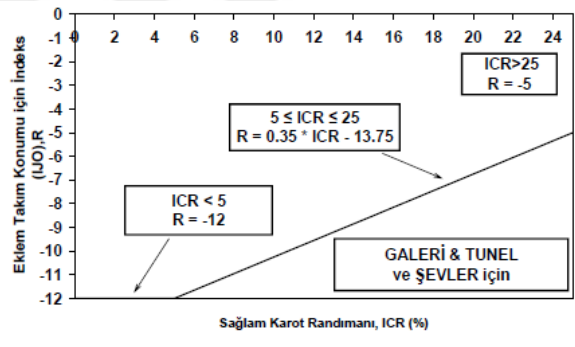 0
-1
-2
-3
-4
-5
-6
-7
-8
-9
-10
-11
-12
0 2 4 6 8 10 12 14 16 18 20 22 24
Eklem Takım Konumu için İndeks
(IJO),R
ICR>25
R = -5
5 ≤ ICR ≤ 25
R = 0.35 * ICR - 13.75
ICR < 5
R = -12
GALERİ & TUNEL
ve ŞEVLER için
Sağlam Karot Randımanı, ICR (%)